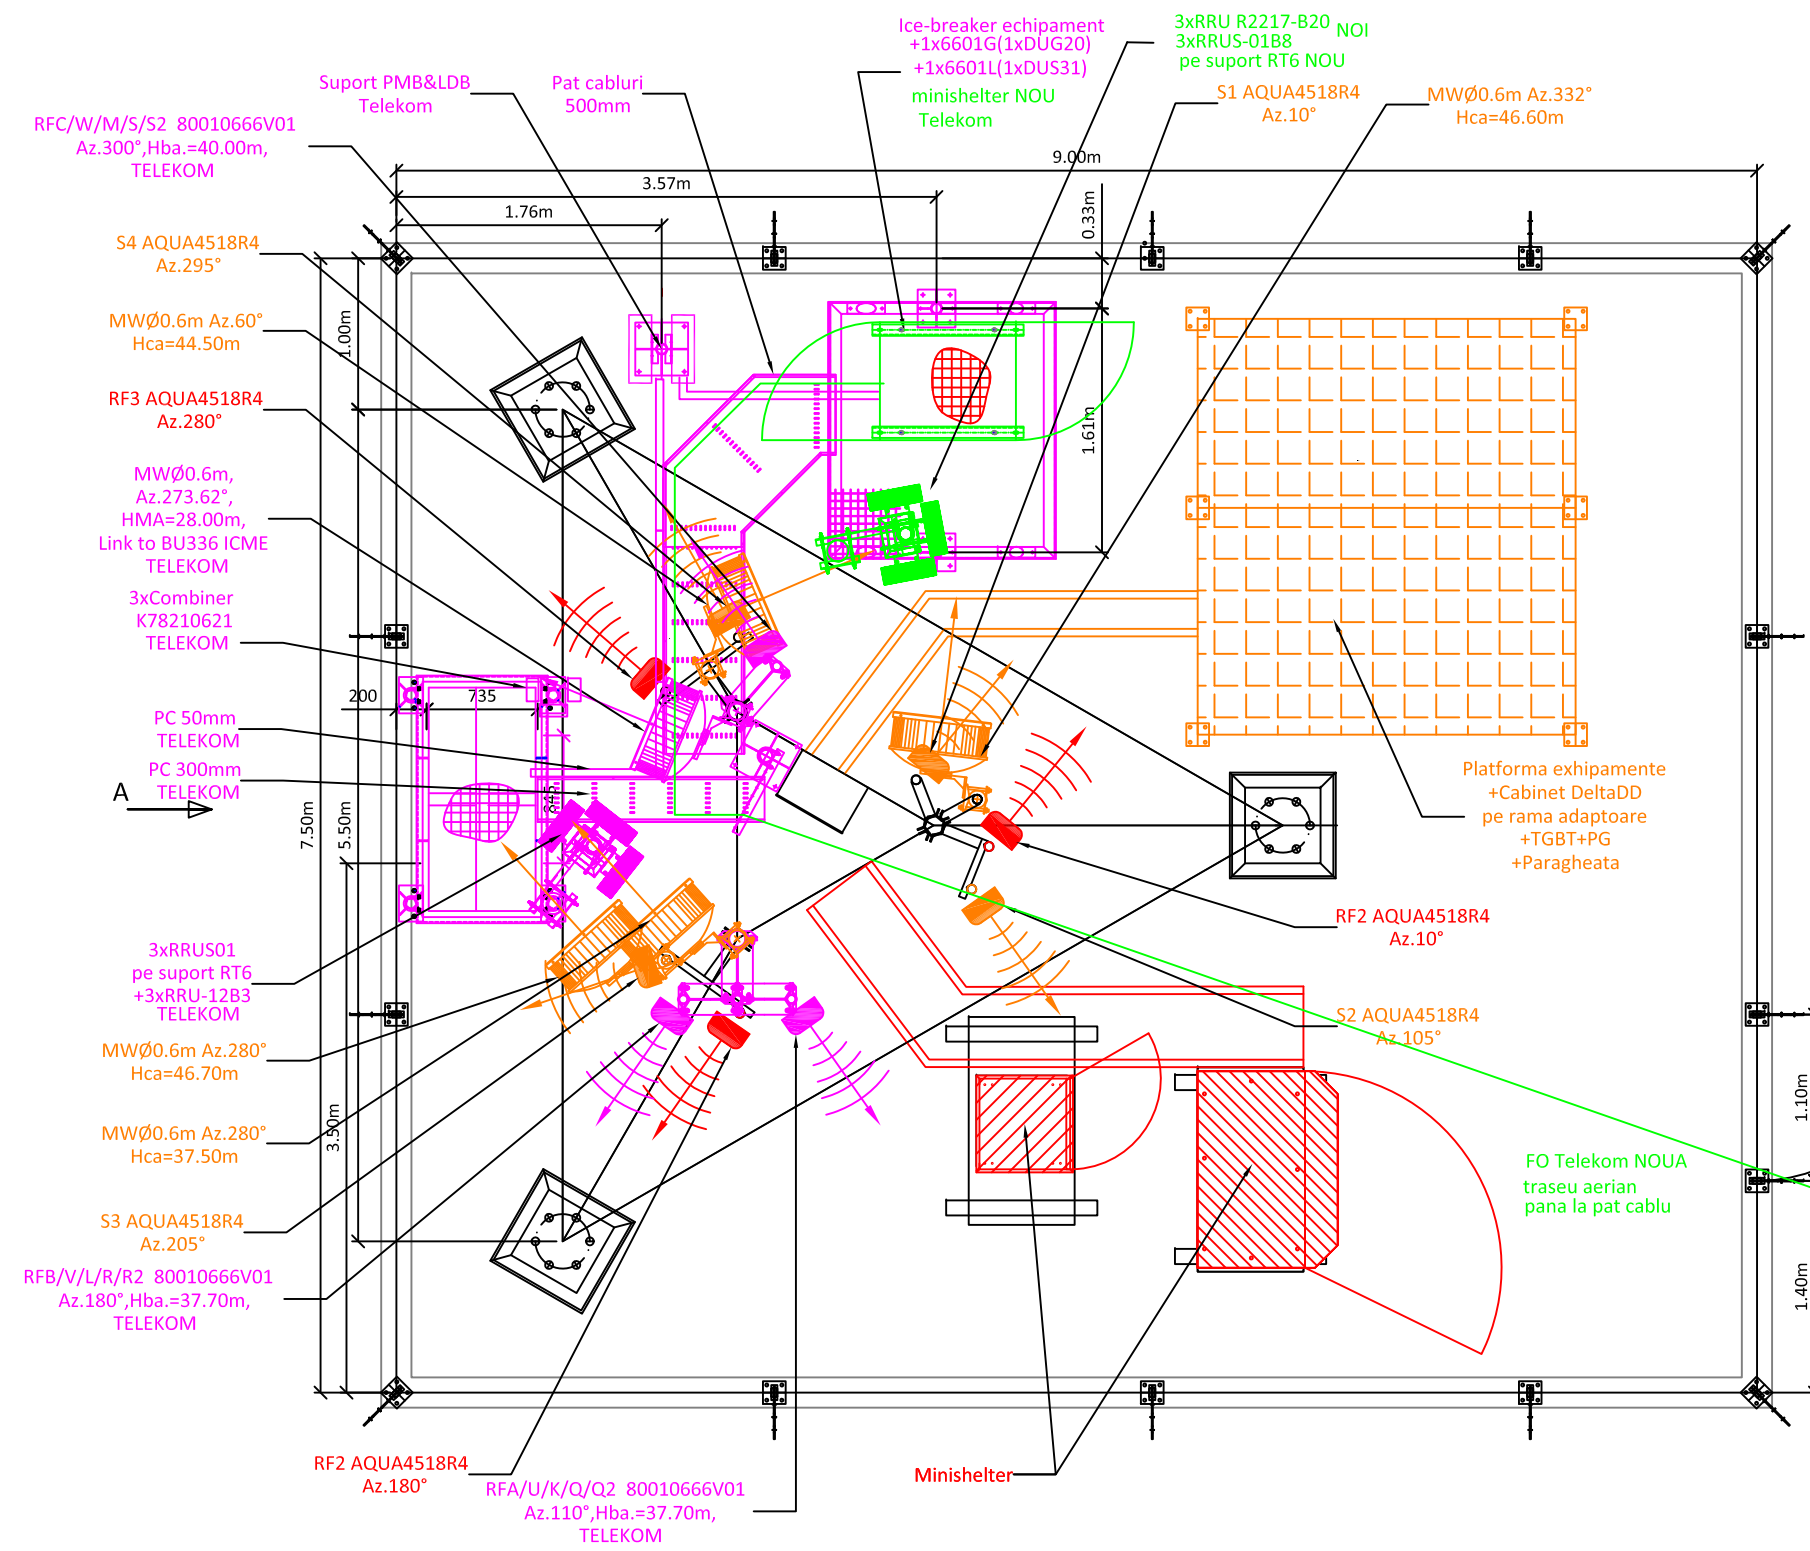 Ice-breaker echipament
+1x6601G(1xDUG20)
+1x6601L(1xDUS31)
minishelter NOU
Telekom
3xRRU R2217-B20
3xRRUS-01B8
NOI
pe suport RT6 NOU
Suport PMB&LDB
Telekom
Pat cabluri
500mm
S1 AQUA4518R4
Az.10°
MWØ0.6m Az.332°
Hca=46.60m
RFC/W/M/S/S2  80010666V01
Az.300°,Hba.=40.00m,
TELEKOM
9.00m
3.57m
1.76m
0.33m
S4 AQUA4518R4
Az.295°
MWØ0.6m Az.60°
Hca=44.50m
1.00m
RF3 AQUA4518R4
Az.280°
1.61m
MWØ0.6m,
Az.273.62°,
HMA=28.00m,
Link to BU336 ICME
TELEKOM
3xCombiner
K78210621
TELEKOM
200
735
PC 50mm
TELEKOM
PC 300mm
TELEKOM
A
845
7.50m
5.50m
Platforma exhipamente
+Cabinet DeltaDD
pe rama adaptoare
+TGBT+PG
+Paragheata
RF2 AQUA4518R4
Az.10°
3xRRUS01
pe suport RT6
+3xRRU-12B3
TELEKOM
S2 AQUA4518R4
Az.105°
MWØ0.6m Az.280°
Hca=46.70m
3.50m
1.10m
MWØ0.6m Az.280°
Hca=37.50m
FO Telekom NOUA
traseu aerian
pana la pat cablu
S3 AQUA4518R4
Az.205°
RFB/V/L/R/R2  80010666V01
Az.180°,Hba.=37.70m,
TELEKOM
1.40m
RF2 AQUA4518R4
Az.180°
RFA/U/K/Q/Q2  80010666V01
Az.110°,Hba.=37.70m,
TELEKOM
Minishelter